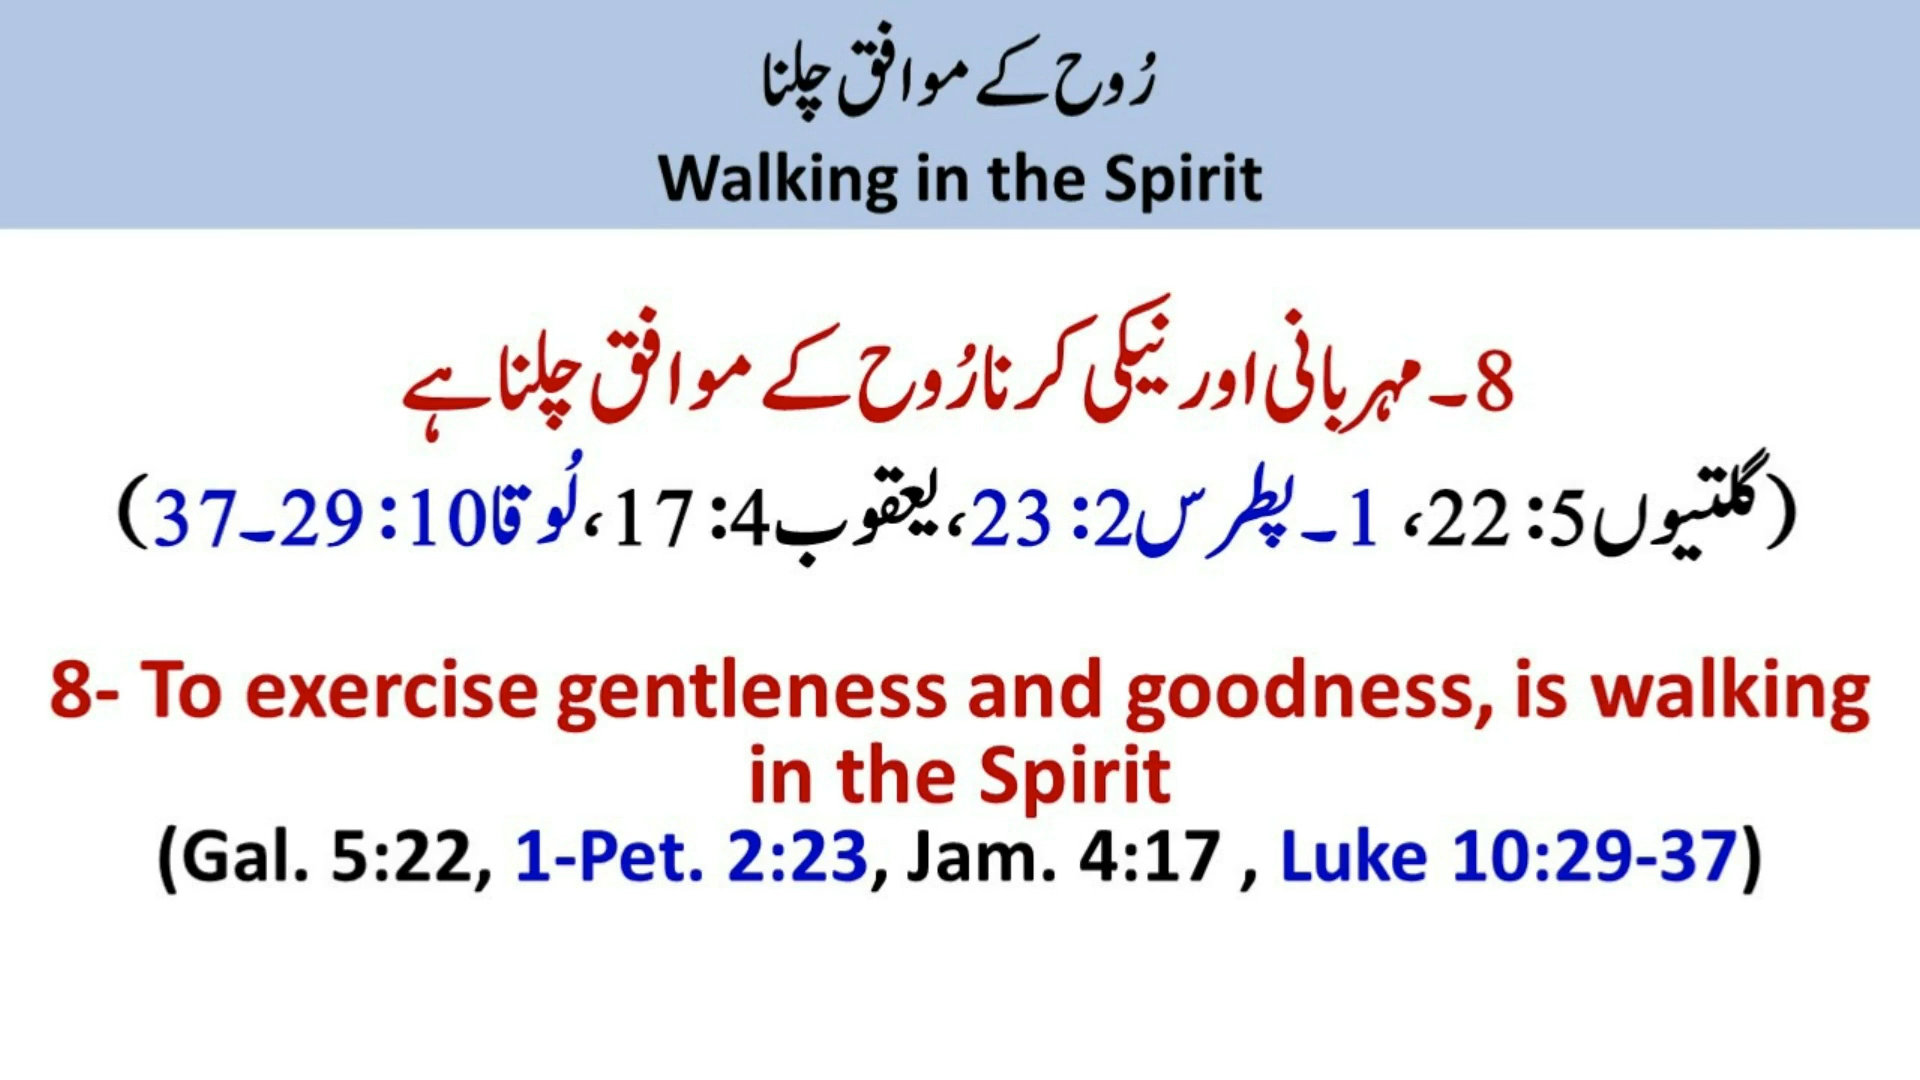 رُوح کے موافق چلنا
Walking in the Spirit
8۔ مہربانی اور نیکی کرنا رُوح کے موافق چلنا ہے
(گلتیوں 5: 22، 1۔ پطرس 2: 23، یعقوب 4: 17، لُوقا 10: 29۔37)
8- To exercise gentleness and goodness, is walking
in the Spirit
(Gal. 5:22, 1-Pet. 2:23, Jam. 4:17 , Luke 10:29-37)